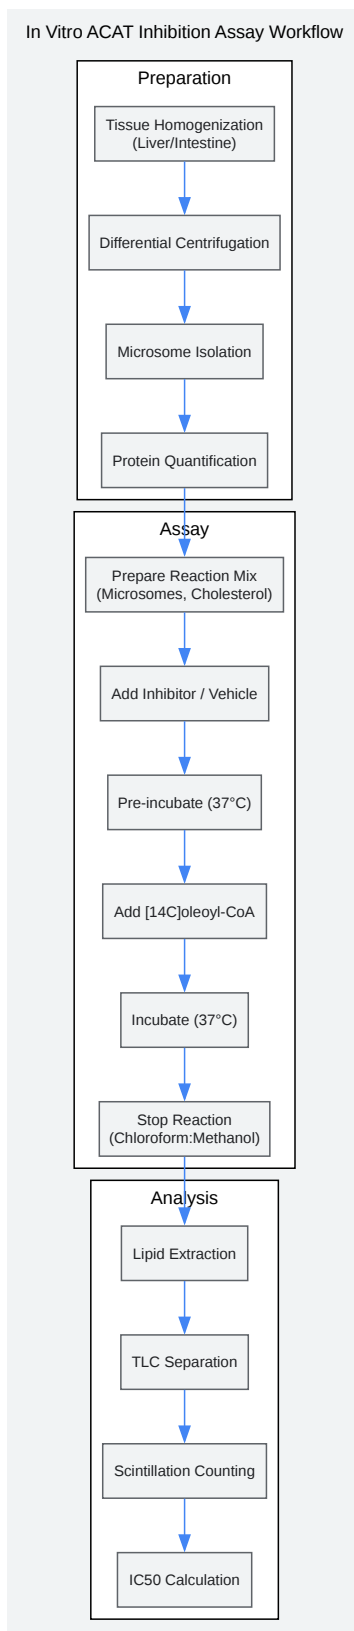 In Vitro ACAT Inhibition Assay Workflow
Preparation
Tissue Homogenization
(Liver/Intestine)
Differential Centrifugation
Microsome Isolation
Protein Quantification
Assay
Prepare Reaction Mix
(Microsomes, Cholesterol)
Add Inhibitor / Vehicle
Pre-incubate (37°C)
Add [14C]oleoyl-CoA
Incubate (37°C)
Stop Reaction
(Chloroform:Methanol)
Analysis
Lipid Extraction
TLC Separation
Scintillation Counting
IC50 Calculation